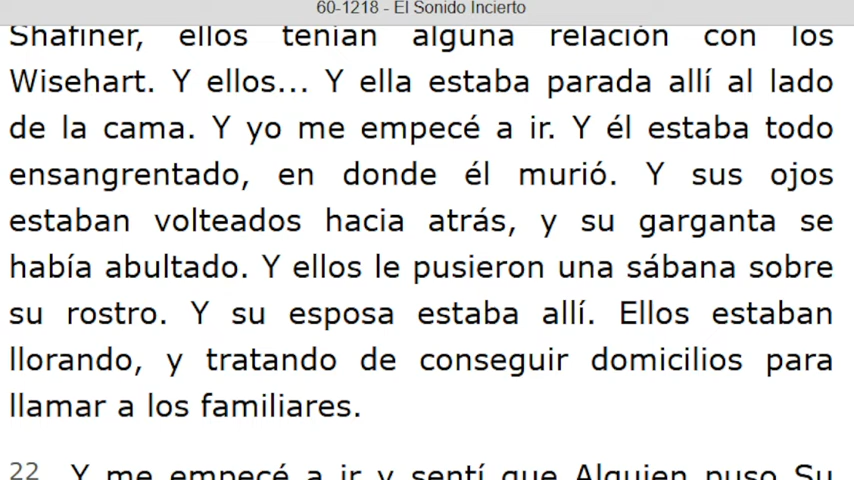 60-1218 - El Sonido Incierto
Shafiner, ellos tenían alguna relación con los
Wisehart. Y ellos... Y ella estaba parada allí al lado
de la cama. Y yo me empecé a ir. Y él estaba todo
ensangrentado, en donde él murió. Y sus ojos
estaban volteados hacia atrás, y su garganta se
había abultado. Y ellos le pusieron una sábana sobre
su rostro. Y su esposa estaba allí. Ellos estaban
llorando, y tratando de conseguir domicilios para
llamar a los familiares.
22 Y me empecé a ir y sentí que Alguien puso Su